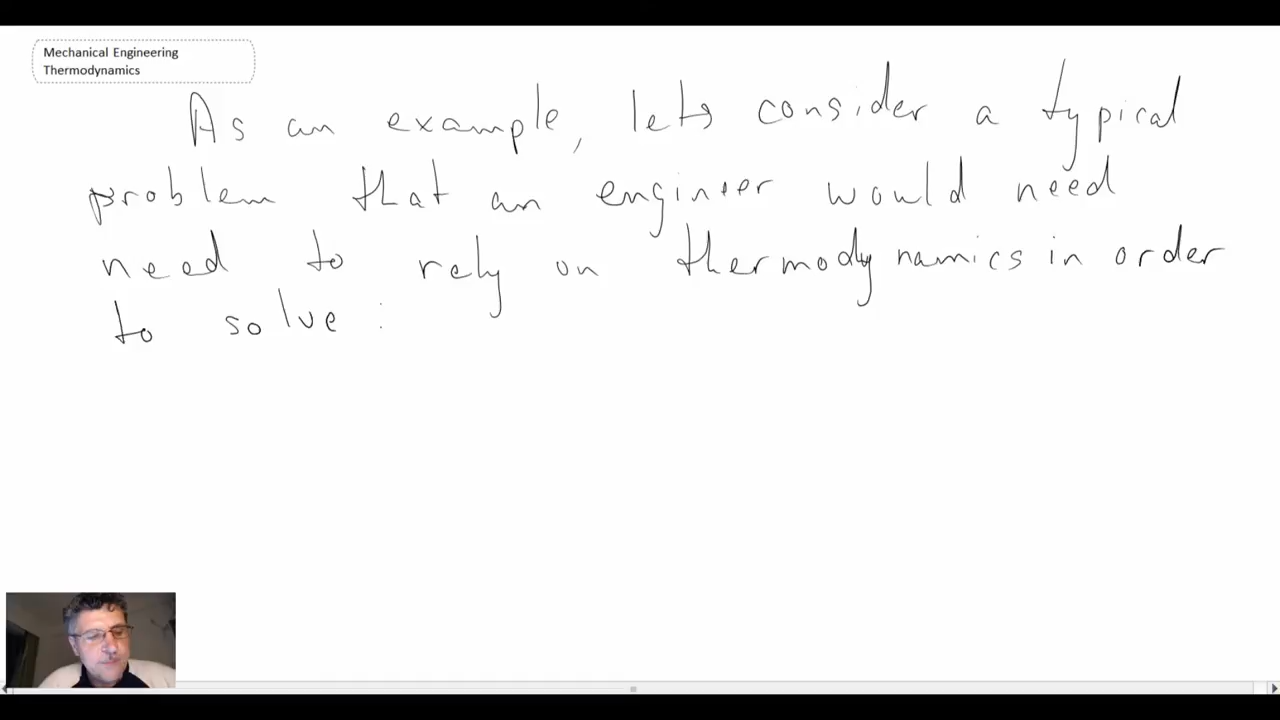 Mechanical Engineering
Thermodynamics
As an example, lets consider a typical
problem that an engineer would need
need to rely on thermodynamics in order
to solve: